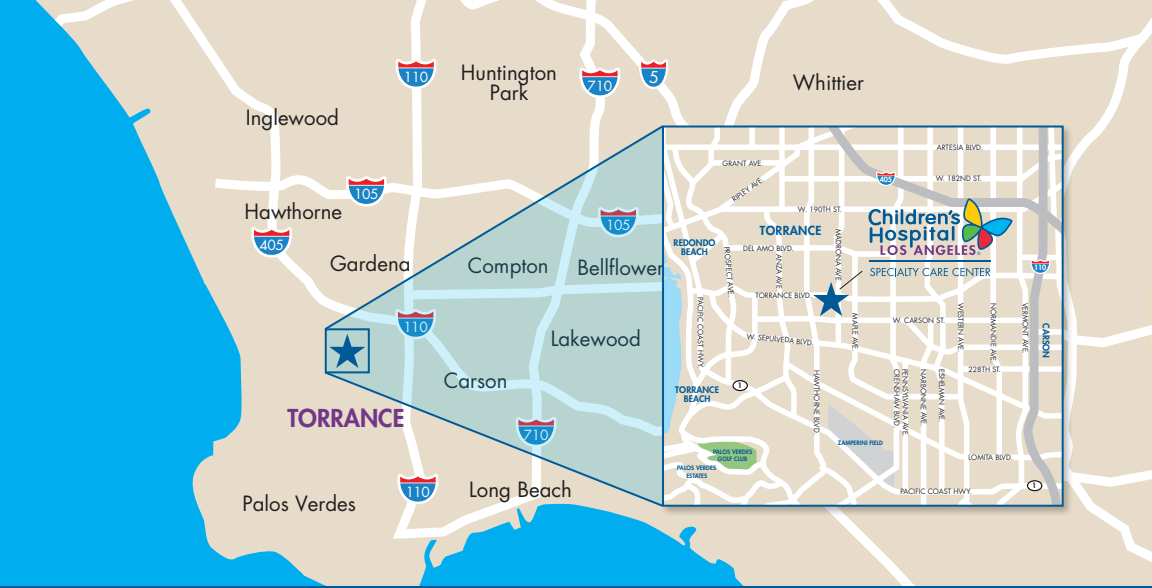 110
Huntington
Park
710
5
Whittier
Inglewood
105
Hawthorne
405
Gardena
Compton
105
Bellflower
110
Lakewood
Carson
TORRANCE
710
110
Long Beach
Palos Verdes
ARTESIA BLVD.
GRANT AVE.
405
W. 182ND ST.
RIPLEY AVE.
W. 190TH ST.
Children's
Hospital
LOS ANGELES®
SPECIALTY CARE CENTER
TORRANCE
REDONDO
BEACH
DEL AMO BLVD.
PROSPECT AVE.
ANZA AVE.
MADRONA AVE.
110
TORRANCE BLVD.
PACIFIC COAST HWY.
MAPLE AVE.
W. CARSON ST.
WESTERN AVE.
NORMANDIE AVE.
VERMONT AVE.
CARSON
W. SEPULVEDA BLVD.
228TH ST.
HAWTHORNE BLVD.
CRENSHAW BLVD.
PENNSYLVANIA AVE.
NARBONNE AVE.
ESHELMAN AVE.
TORRANCE
BEACH
1
ZAMPERINI FIELD
PALOS VERDES
GOLF CLUB
LOMITA BLVD.
PALOS VERDES
ESTATES
PACIFIC COAST HWY.
1